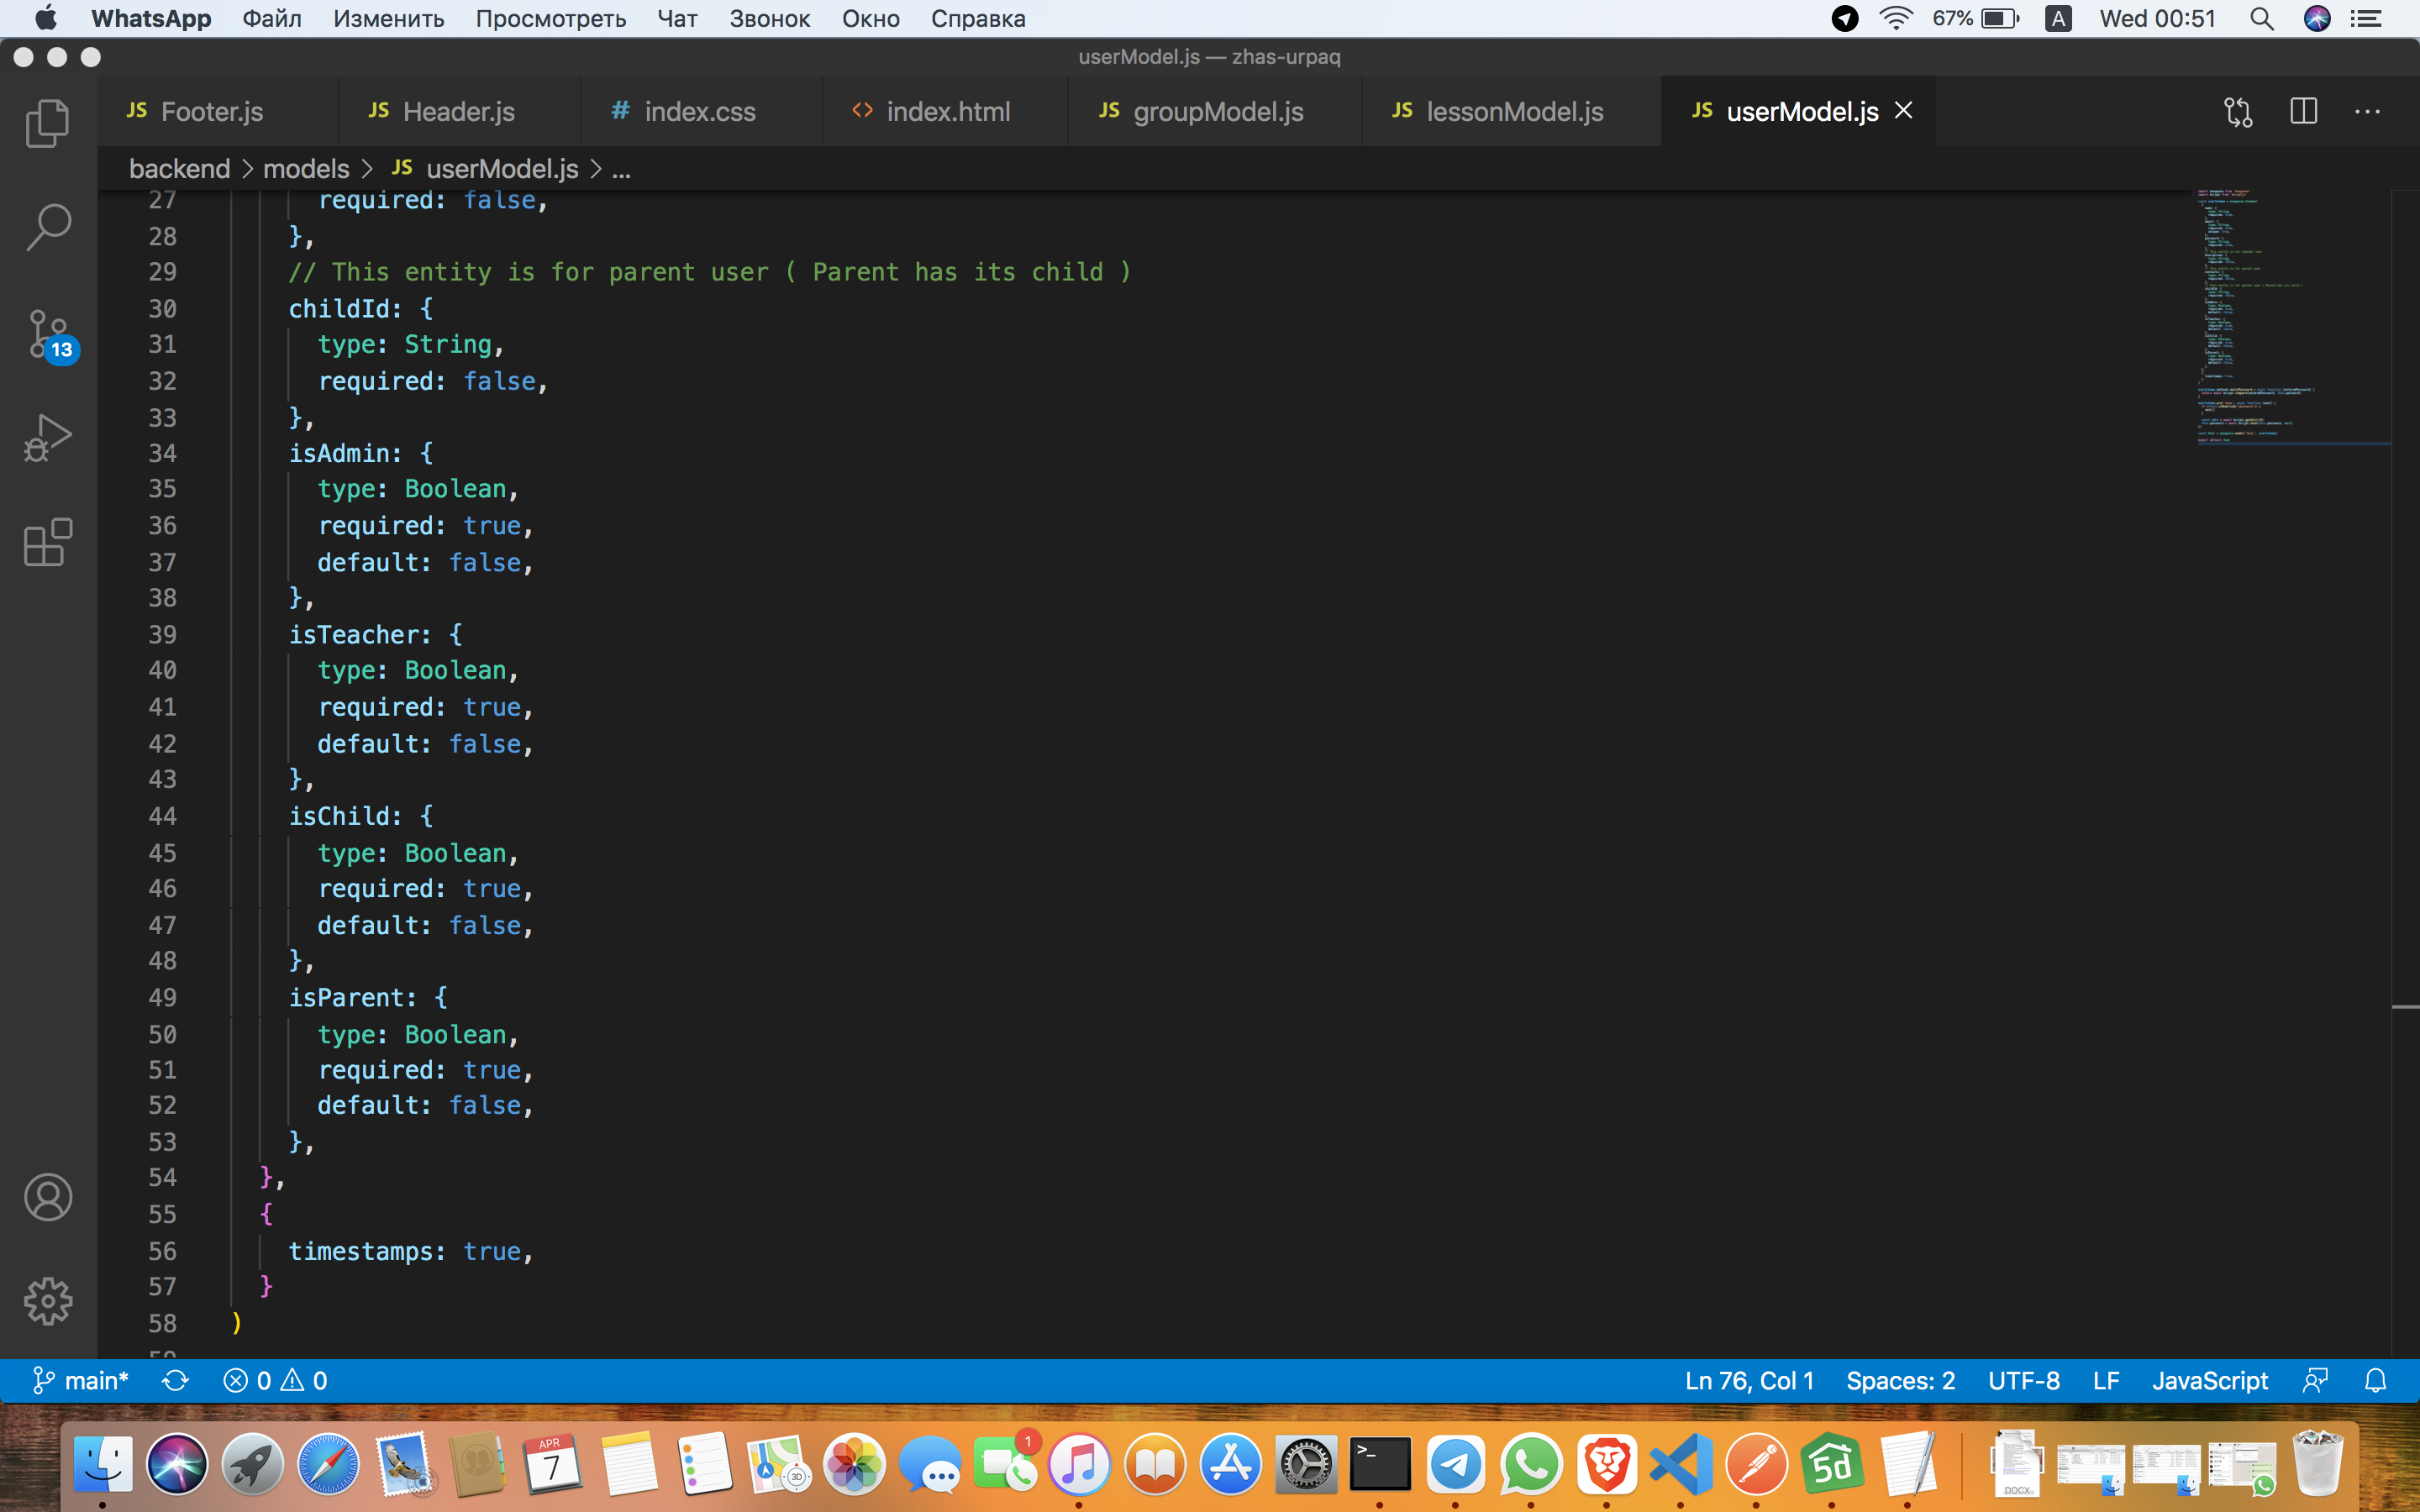 WhatsApp Файл Изменить Просмотреть Чат Звонок Окно Справка 67% A Wed 00:51
userModel.js — zhas-urpaq
JS Footer.js JS Header.js # index.css <> index.html JS groupModel.js JS lessonModel.js JS userModel.js
backend > models > JS userModel.js > ...
27 required: false,
28 },
29 // This entity is for parent user ( Parent has its child )
30 childId: {
31 type: String,
32 required: false,
33 },
34 isAdmin: {
35 type: Boolean,
36 required: true,
37 default: false,
38 },
39 isTeacher: {
40 type: Boolean,
41 required: true,
42 default: false,
43 },
44 isChild: {
45 type: Boolean,
46 required: true,
47 default: false,
48 },
49 isParent: {
50 type: Boolean,
51 required: true,
52 default: false,
53 },
54 },
55 {
56 timestamps: true,
57 }
58 )
59
13
main* 0 0 Ln 76, Col 1 Spaces: 2 UTF-8 LF JavaScript
APR
7
3D
1
>_
5d
DOCX